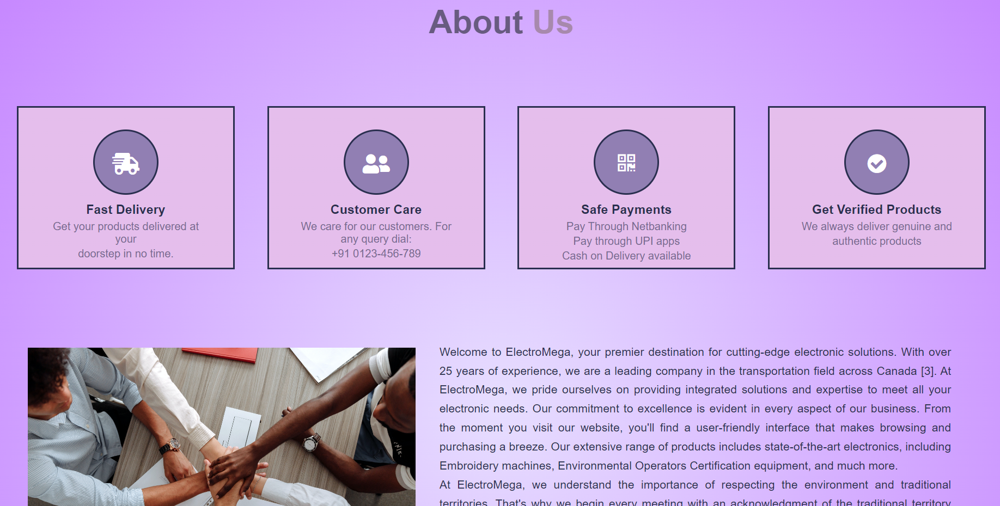 About Us
Fast Delivery
Get your products delivered at
your
doorstep in no time.
Customer Care
We care for our customers. For
any query dial:
+91 0123-456-789
Safe Payments
Pay Through Netbanking
Pay through UPI apps
Cash on Delivery available
Get Verified Products
We always deliver genuine and
authentic products
Welcome to ElectroMega, your premier destination for cutting-edge electronic solutions. With over
25 years of experience, we are a leading company in the transportation field across Canada [3]. At
ElectroMega, we pride ourselves on providing integrated solutions and expertise to meet all your
electronic needs. Our commitment to excellence is evident in every aspect of our business. From
the moment you visit our website, you'll find a user-friendly interface that makes browsing and
purchasing a breeze. Our extensive range of products includes state-of-the-art electronics, including
Embroidery machines, Environmental Operators Certification equipment, and much more.
At ElectroMega, we understand the importance of respecting the environment and traditional
territories. That's why we begin every meeting with an acknowledgment of the traditional territory